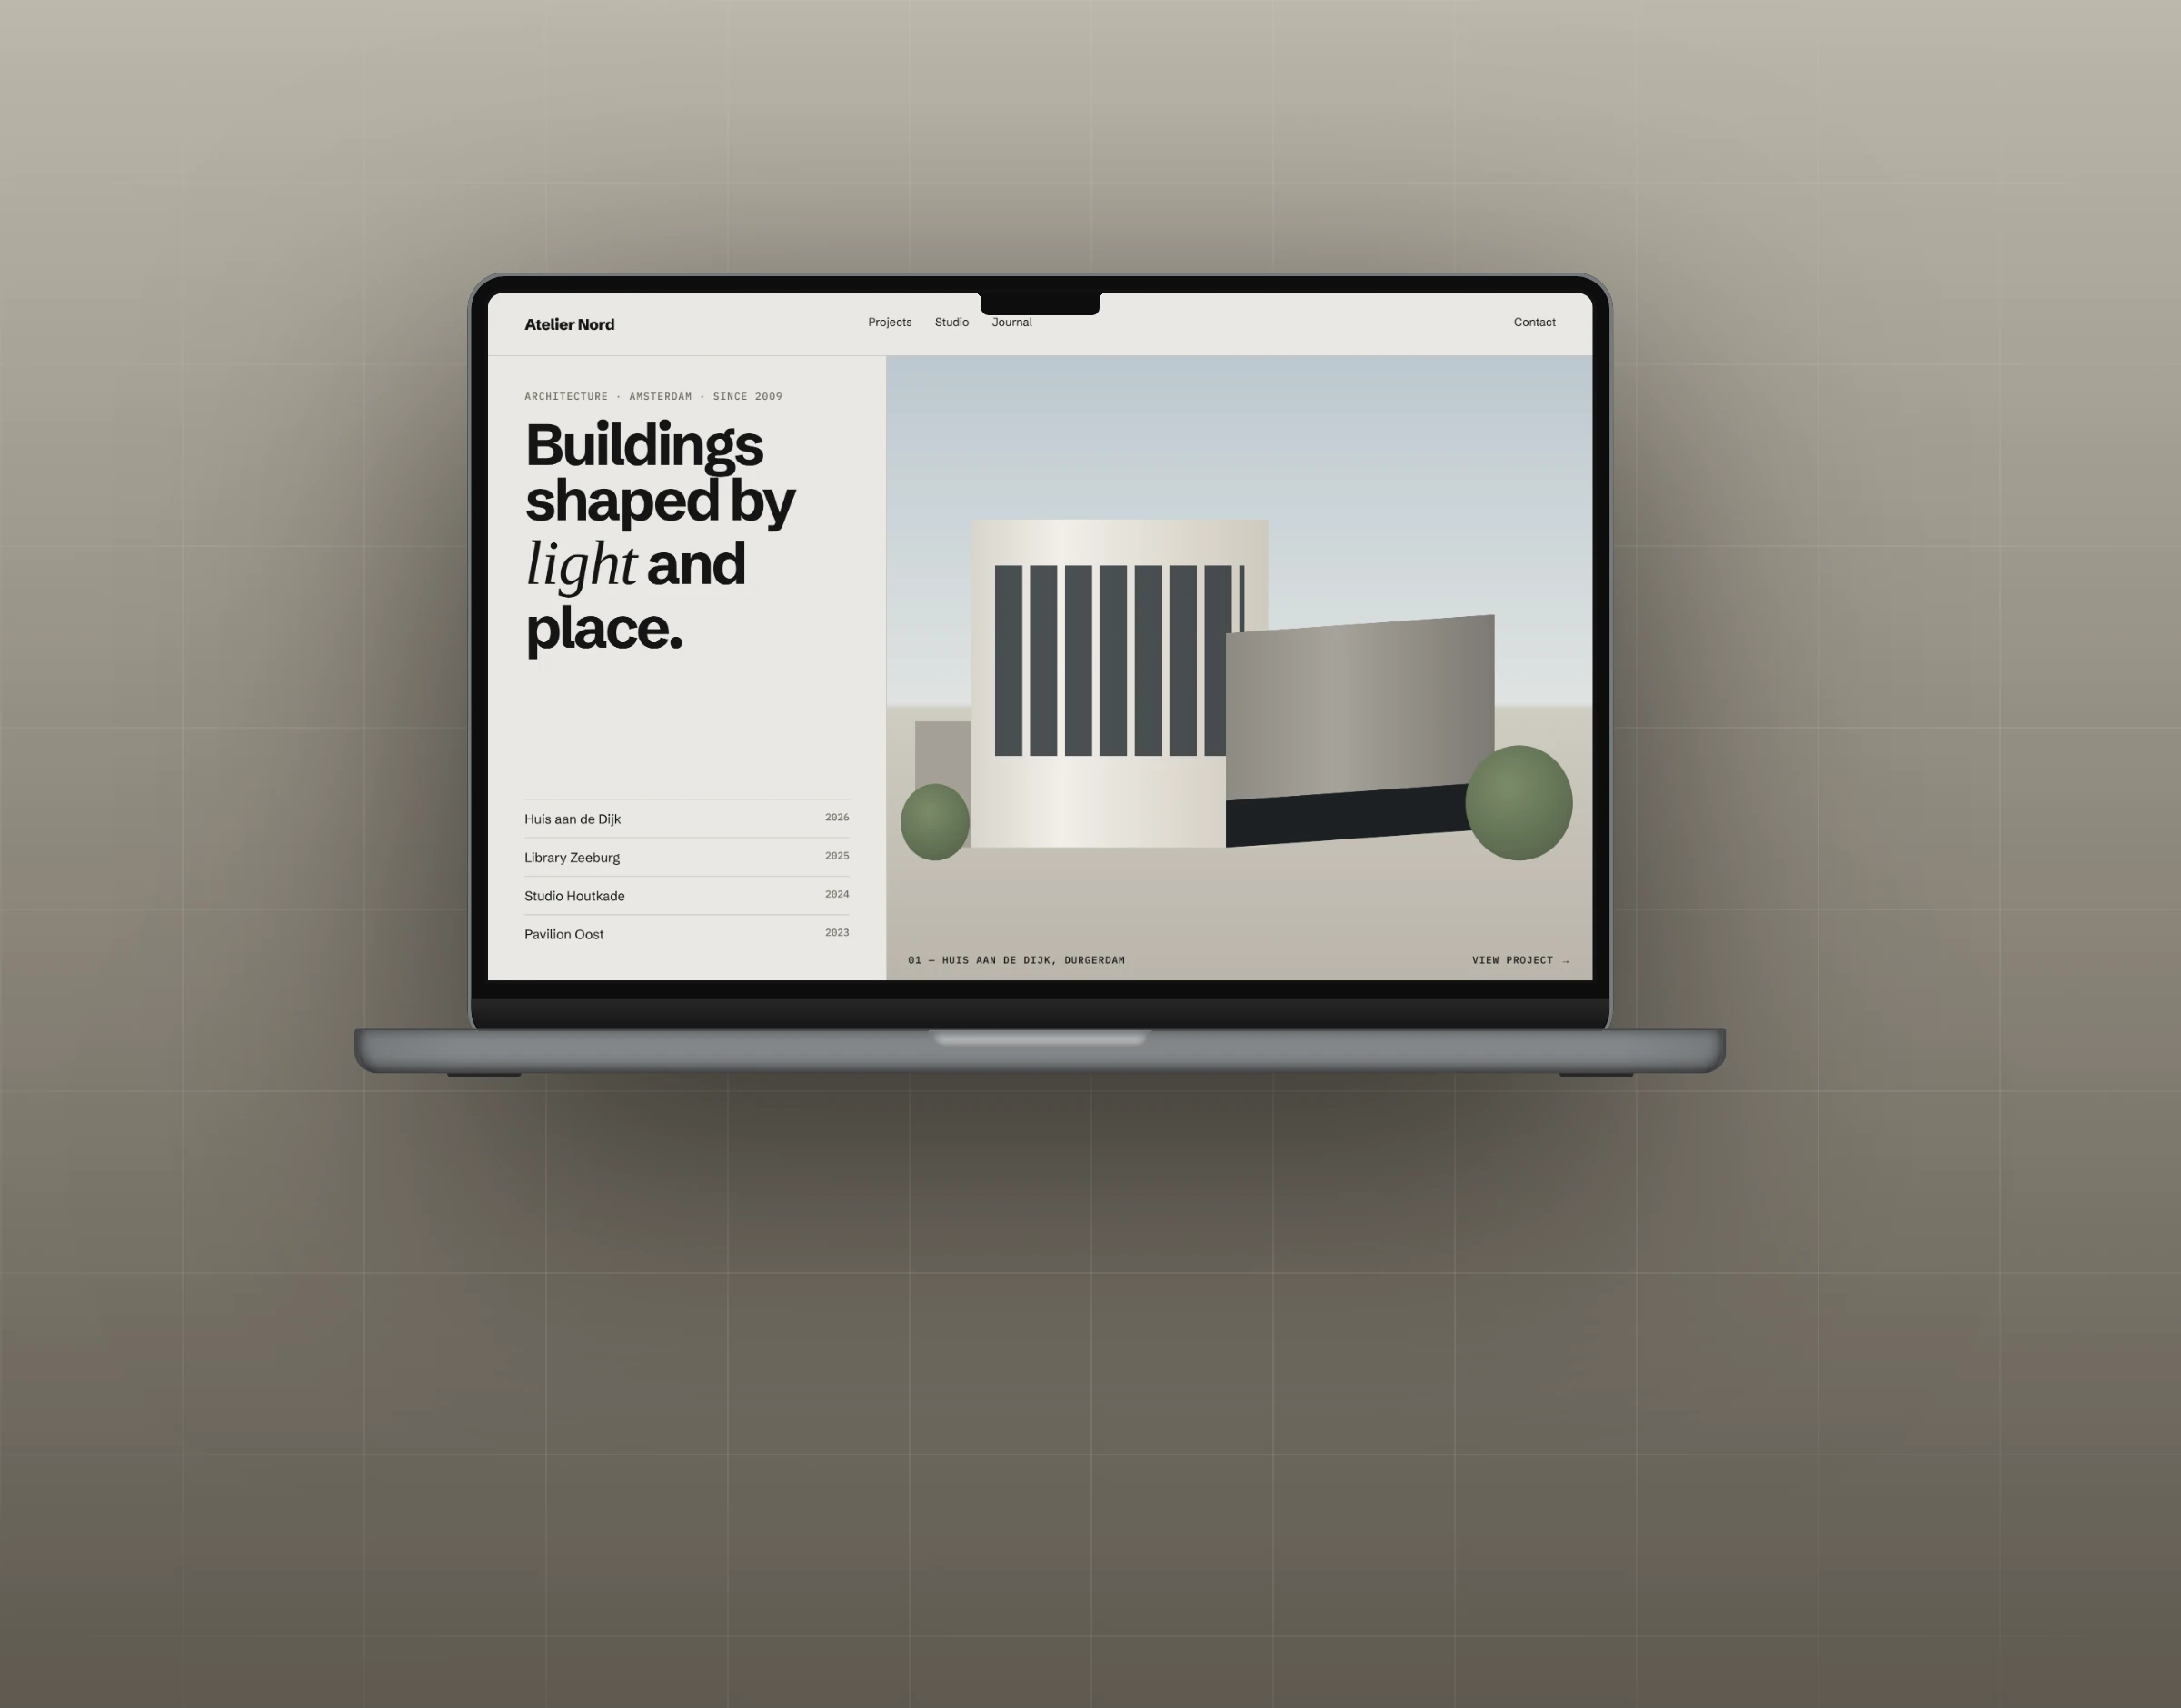 Atelier Nord
Projects Studio Journal
Contact
ARCHITECTURE · AMSTERDAM · SINCE 2009
Buildings
shaped by
light and
place.
Huis aan de Dijk 2026
Library Zeeburg 2025
Studio Houtkade 2024
Pavilion Oost 2023
01 — HUIS AAN DE DIJK, DURGERDAM
VIEW PROJECT →